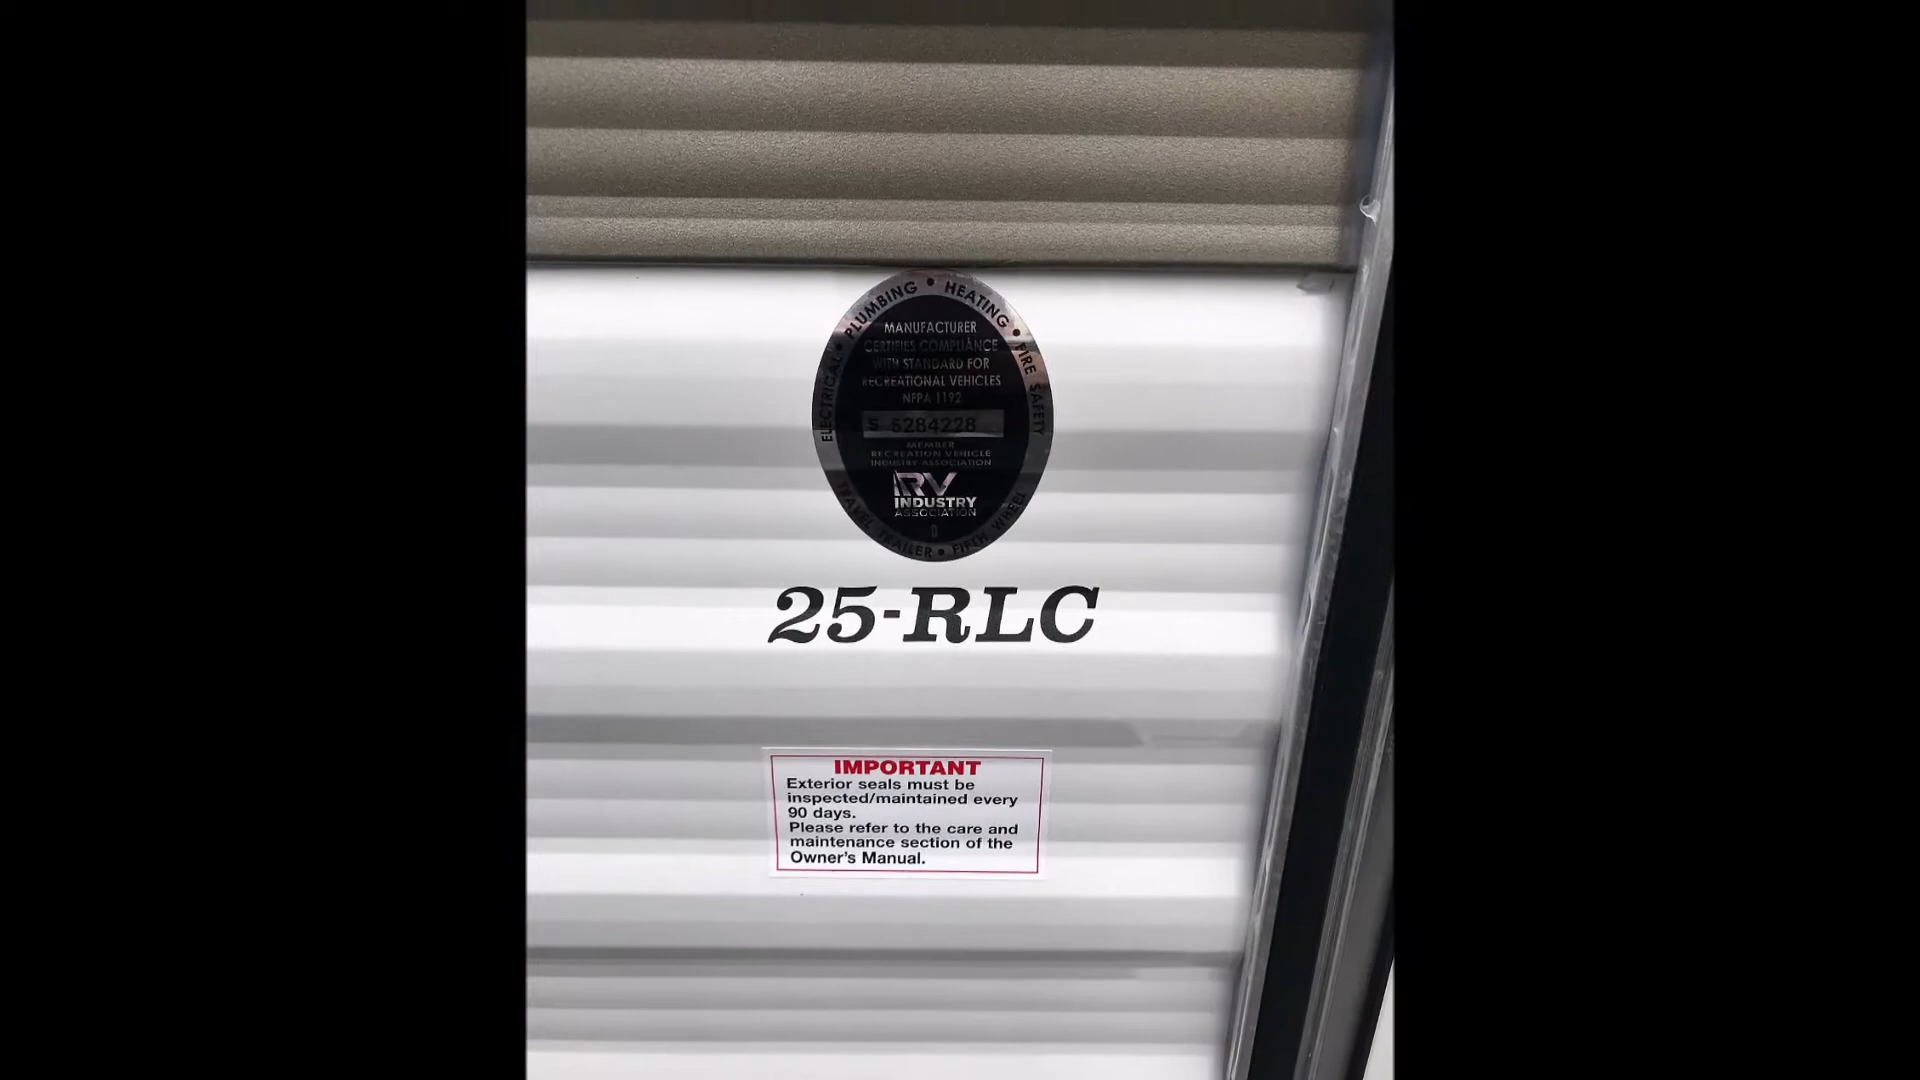 ELECTRICAL • PLUMBING • HEATING • FIRE SAFETY
MANUFACTURER
CERTIFIES COMPLIANCE
WITH STANDARD FOR
RECREATIONAL VEHICLES
NFPA 1192
S 5284228
MEMBER
RECREATION VEHICLE
INDUSTRY ASSOCIATION
RV
INDUSTRY
ASSOCIATION
TRAVEL TRAILER • FIFTH WHEEL
25-RLC
IMPORTANT
Exterior seals must be
inspected/maintained every
90 days.
Please refer to the care and
maintenance section of the
Owner's Manual.